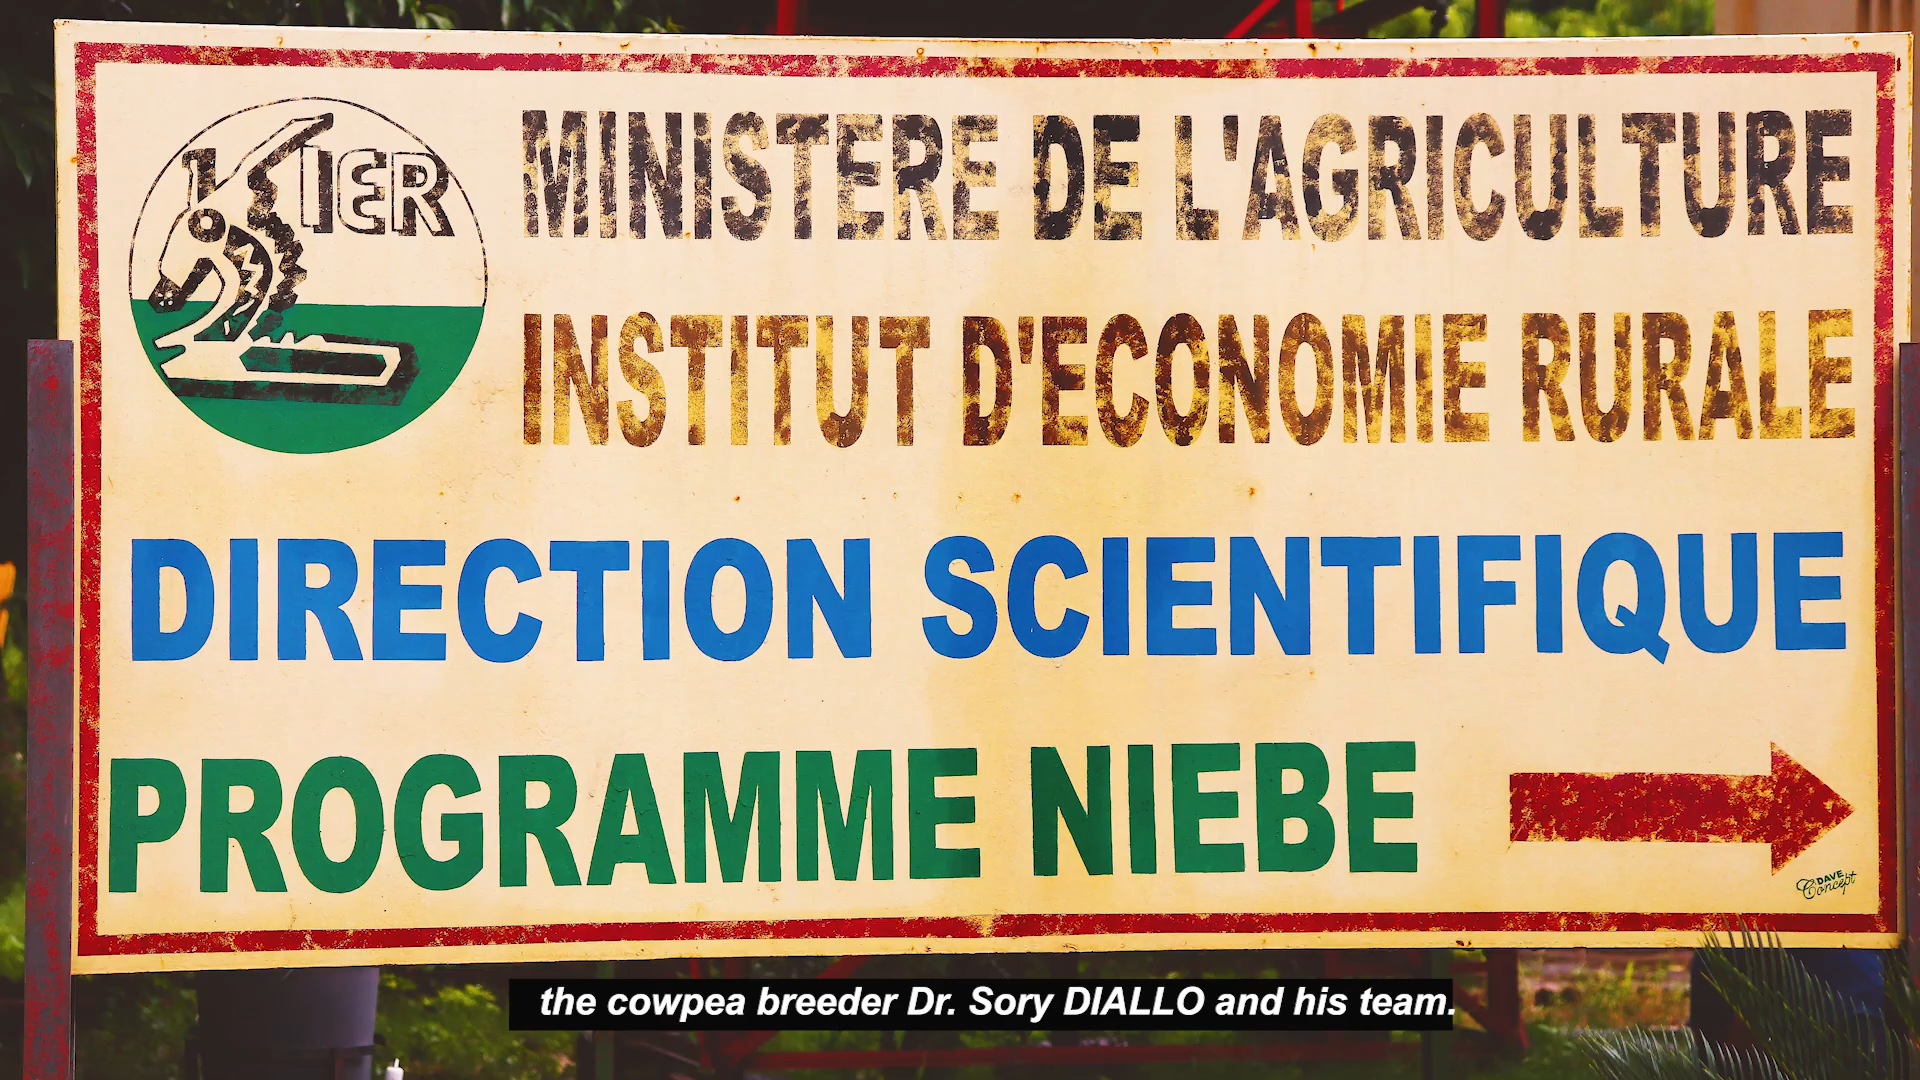 IER
MINISTERE DE L'AGRICULTURE
INSTITUT D'ECONOMIE RURALE
DIRECTION SCIENTIFIQUE
PROGRAMME NIEBE
DAVE
Concept
the cowpea breeder Dr. Sory DIALLO and his team.